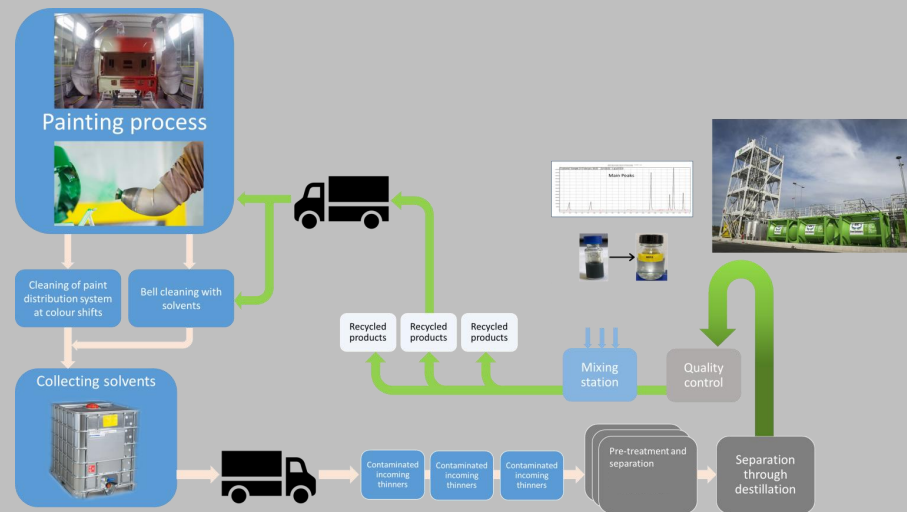 Painting process
Cleaning of paint
distribution system
at colour shifts
Bell cleaning with
solvents
Collecting solvents
Main Peaks
Recycled
products
Recycled
products
Recycled
products
Mixing
station
Quality
control
Contaminated
incoming
thinners
Contaminated
incoming
thinners
Contaminated
incoming
thinners
Pre-treatment and
separation
Separation
through
destillation